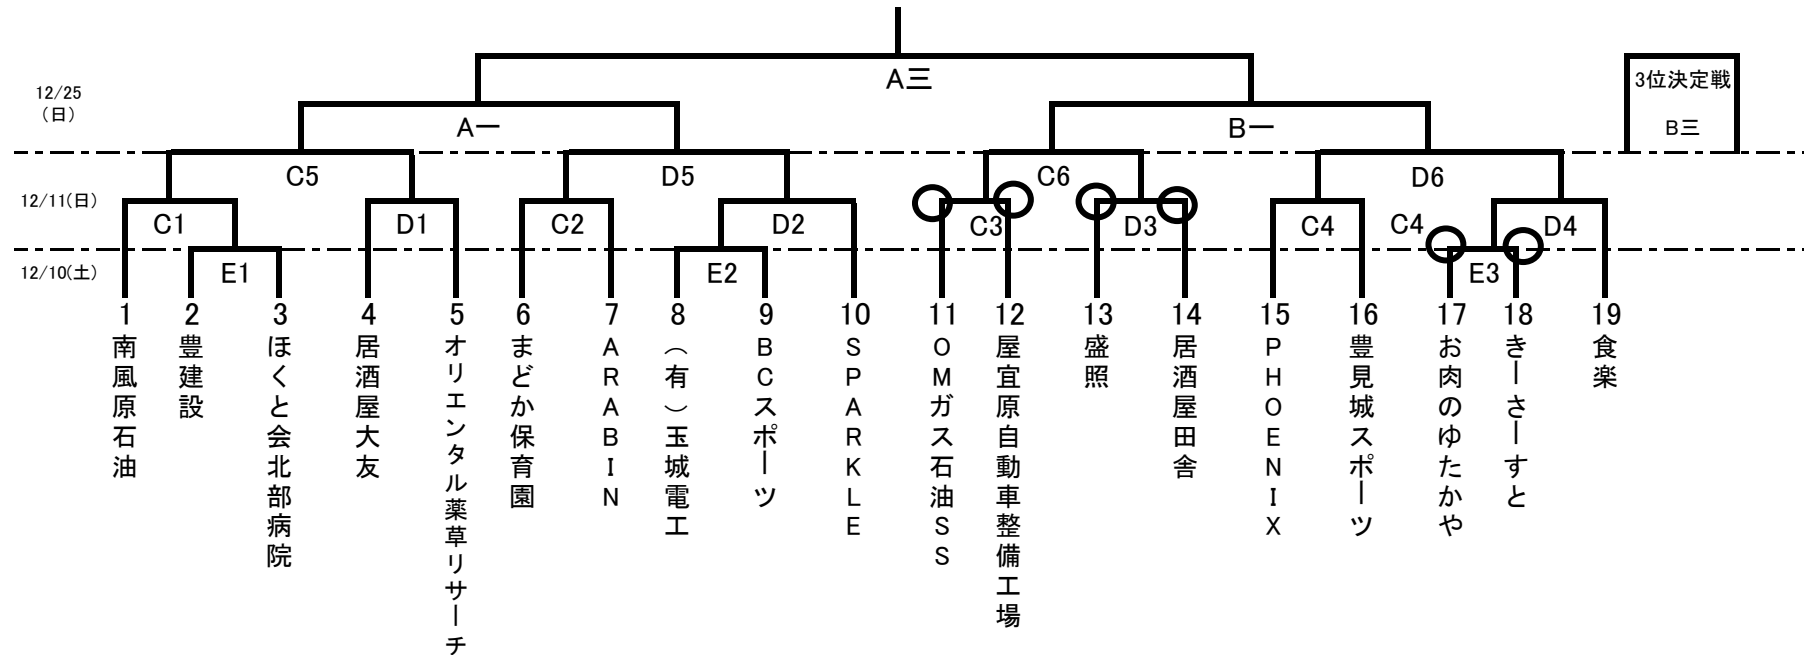 A三
3位決定戦
12/25
(日)
A一
B一
B三
C5
D5
C6
D6
12/11(日)
C1
D1
C2
D2
C3
D3
C4
C4
D4
12/10(土)
E1
E2
E3
1
2
3
4
5
6
7
8
9
10
11
12
13
14
15
16
17
18
19
南風原石油
豊建設
ほくと会北部病院
居酒屋大友
オリエンタル薬草リサーチ
まどか保育園
ARABIN
(有)玉城電工
BCスポーツ
SPARKLE
OMガス石油SS
屋宜原自動車整備工場
盛照
居酒屋田舎
PHOENIX
豊見城スポーツ
お肉のゆたかや
きーさーすと
食楽